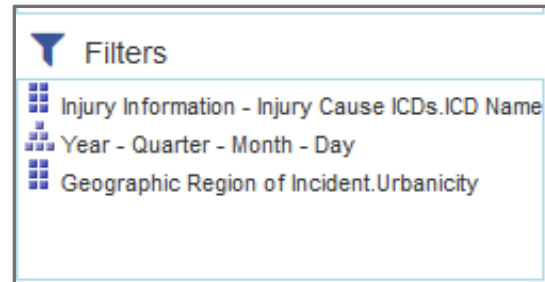 Filters
Injury Information - Injury Cause ICDs.ICD Name
Year - Quarter - Month - Day
Geographic Region of Incident.Urbanicity